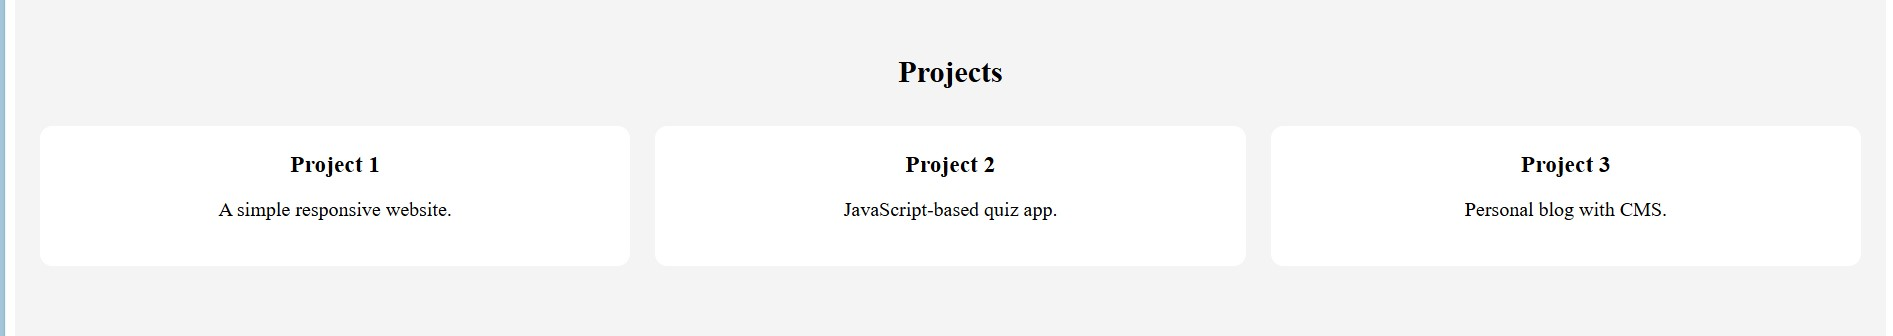 Projects
Project 1
A simple responsive website.
Project 2
JavaScript-based quiz app.
Project 3
Personal blog with CMS.